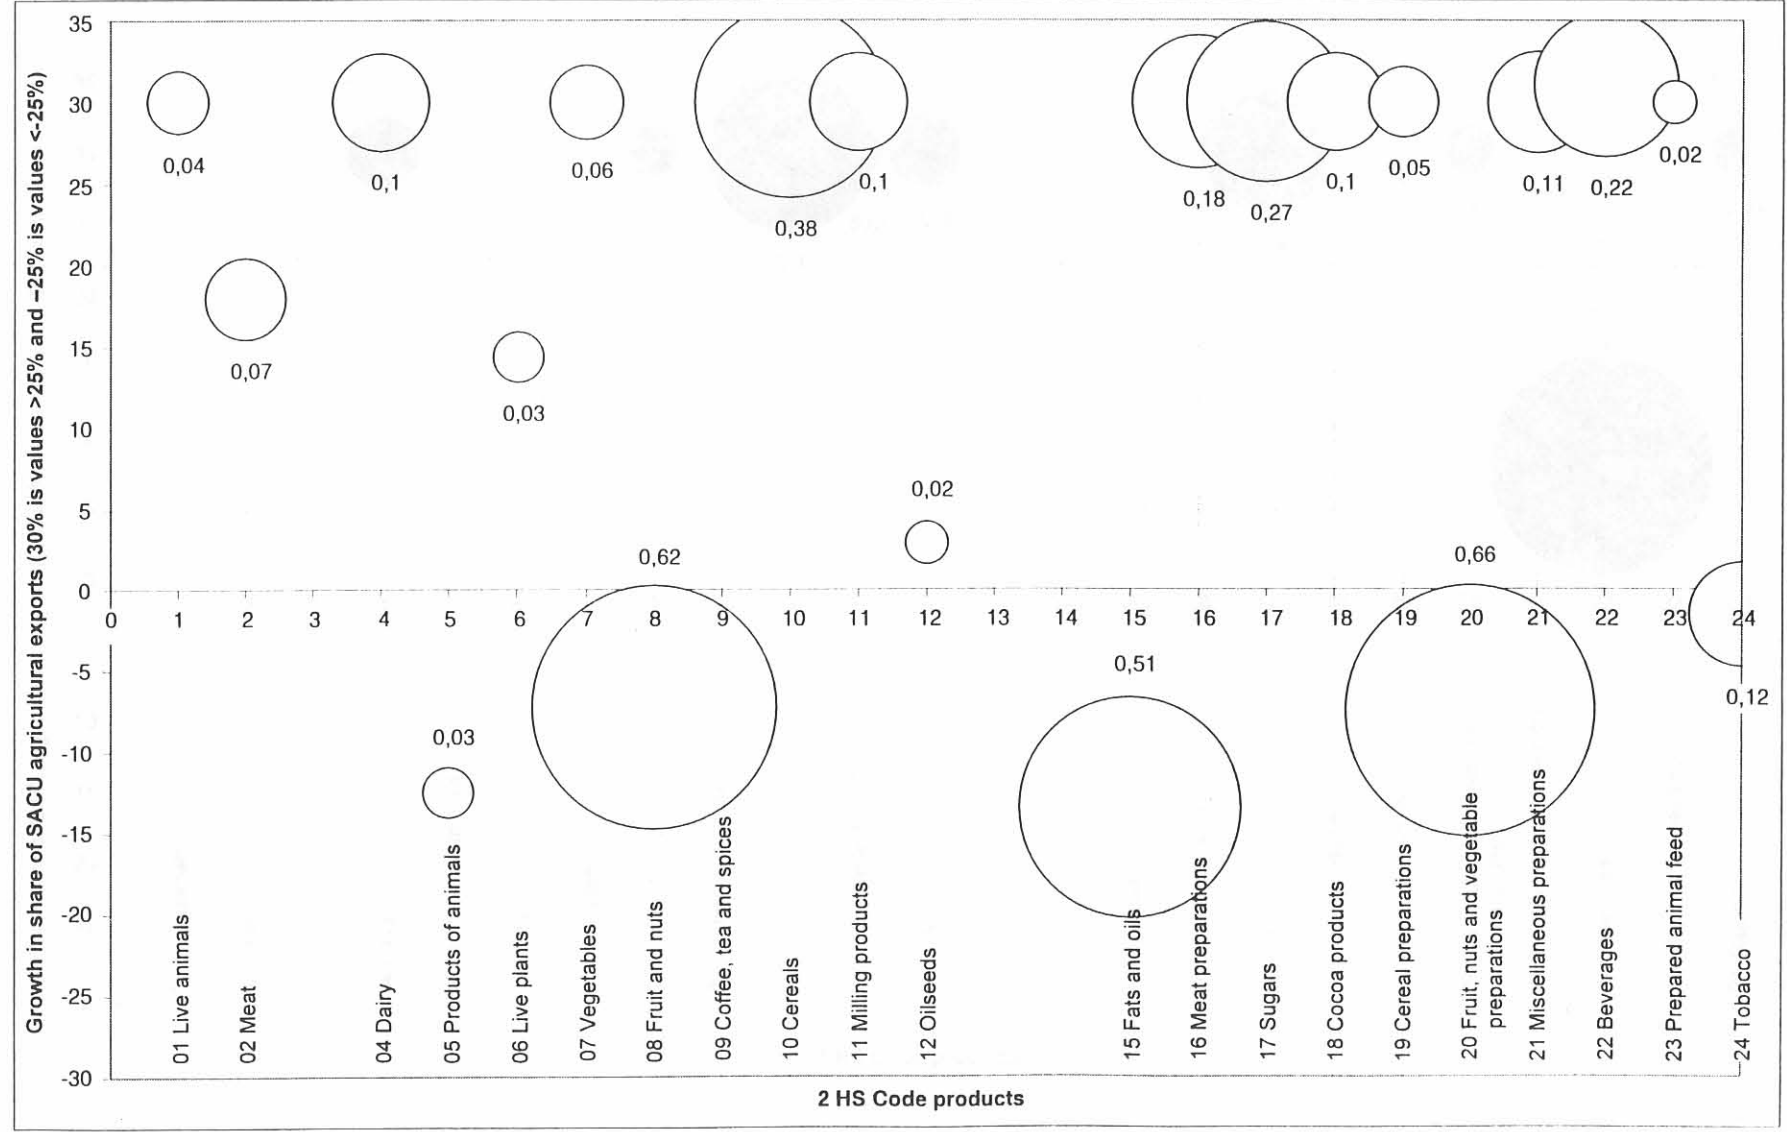 Growth in share of SACU agricultural exports (30% is values >25% and –25% is values <-25%)
35
30
25
20
15
10
5
0
-5
-10
-15
-20
-25
-30
0,04
0,1
0,06
0,38
0,1
0,18
0,27
0,1
0,05
0,11
0,22
0,02
0,07
0,03
0,02
0,62
0,66
0 1 2 3 4 5 6 7 8 9 10 11 12 13 14 15 16 17 18 19 20 21 22 23 24
0,51
0,12
0,03
01 Live animals
02 Meat
04 Dairy
05 Products of animals
06 Live plants
07 Vegetables
08 Fruit and nuts
09 Coffee, tea and spices
10 Cereals
11 Milling products
12 Oilseeds
15 Fats and oils
16 Meat preparations
17 Sugars
18 Cocoa products
19 Cereal preparations
20 Fruit, nuts and vegetable
preparations
21 Miscellaneous preparations
22 Beverages
23 Prepared animal feed
24 Tobacco
2 HS Code products